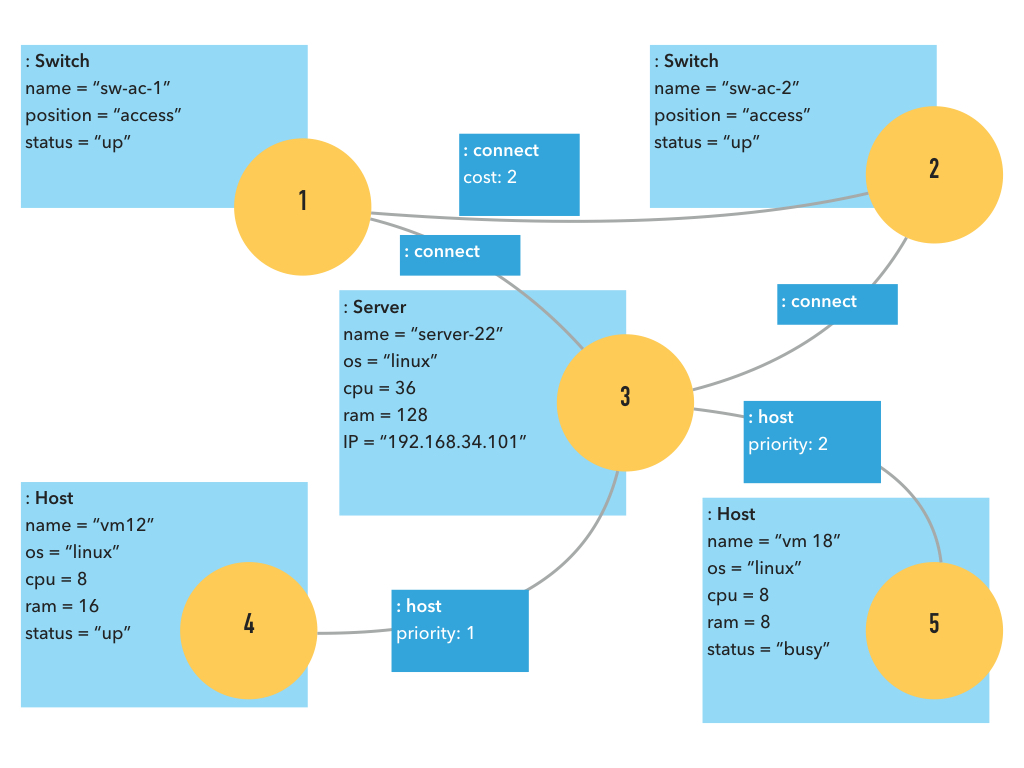 : Switch
name = “sw-ac-1”
position = “access”
status = “up”
1
: Switch
name = “sw-ac-2”
position = “access”
status = “up”
2
: connect
cost: 2
: connect
: connect
: Server
name = “server-22”
os = “linux”
cpu = 36
ram = 128
IP = “192.168.34.101”
3
: host
priority: 2
: Host
name = “vm12”
os = “linux”
cpu = 8
ram = 16
status = “up”
4
: host
priority: 1
: Host
name = “vm 18”
os = “linux”
cpu = 8
ram = 8
status = “busy”
5